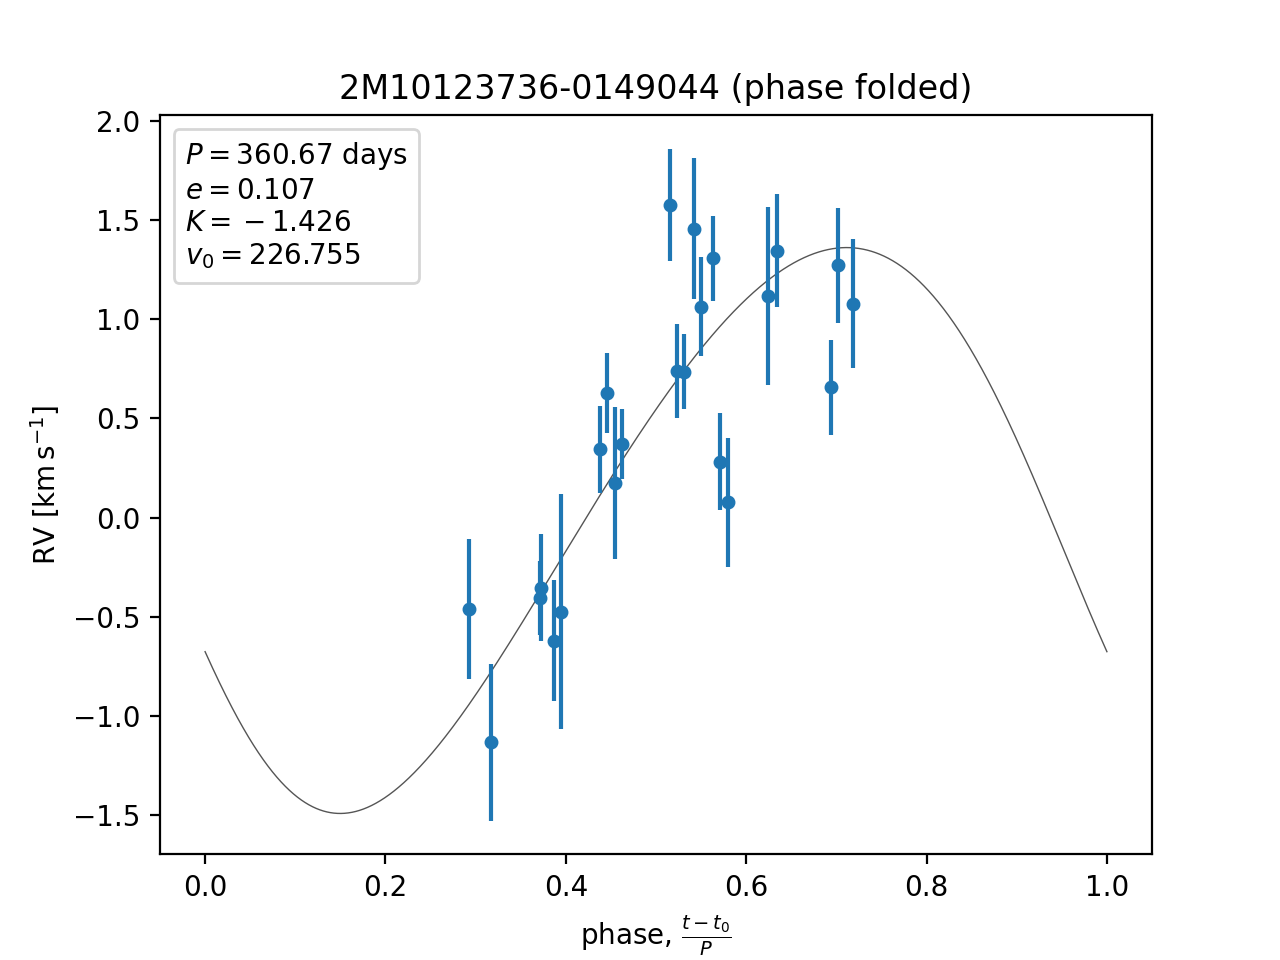 2M10123736-0149044 (phase folded)
P = 360.67 days
e = 0.107
K = −1.426
v₀ = 226.755
2.0
1.5
1.0
0.5
0.0
−0.5
−1.0
−1.5
RV [km s⁻¹]
0.0 0.2 0.4 0.6 0.8 1.0
phase, (t − t₀)/P